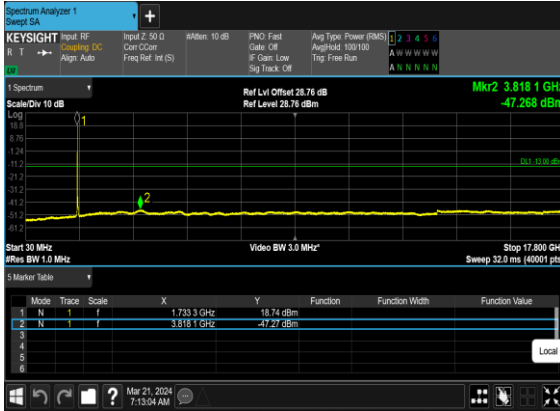 Spectrum Analyzer 1
Swept SA
+
KEYSIGHT Input: RF Input Z: 50 Ω #Atten: 10 dB PNO: Fast Avg Type: Power (RMS) 1 2 3 4 5 6
R T Coupling: DC Corr CCorr Gate: Off Avg|Hold: 100/100 A W W W W W
Align: Auto Freq Ref: Int (S) IF Gain: Low Trig: Free Run
Sig Track: Off A N N N N N
1 Spectrum Ref Lvl Offset 28.76 dB Mkr2 3.818 1 GHz
Scale/Div 10 dB Ref Level 28.76 dBm -47.268 dBm
Log
18.8
8.76
-1.24
-11.2
DL1 -13.00 dBm
-21.2
-31.2
-41.2
-51.2
-61.2
1
2
Start 30 MHz Video BW 3.0 MHz* Stop 17.800 GH
#Res BW 1.0 MHz Sweep 32.0 ms (40001 pts
5 Marker Table
Mode Trace Scale X Y Function Function Width Function Value
1 N 1 f 1.733 3 GHz 18.74 dBm
2 N 1 f 3.818 1 GHz -47.27 dBm
3
4
5
6
Local
? Mar 21, 2024
7:13:04 AM